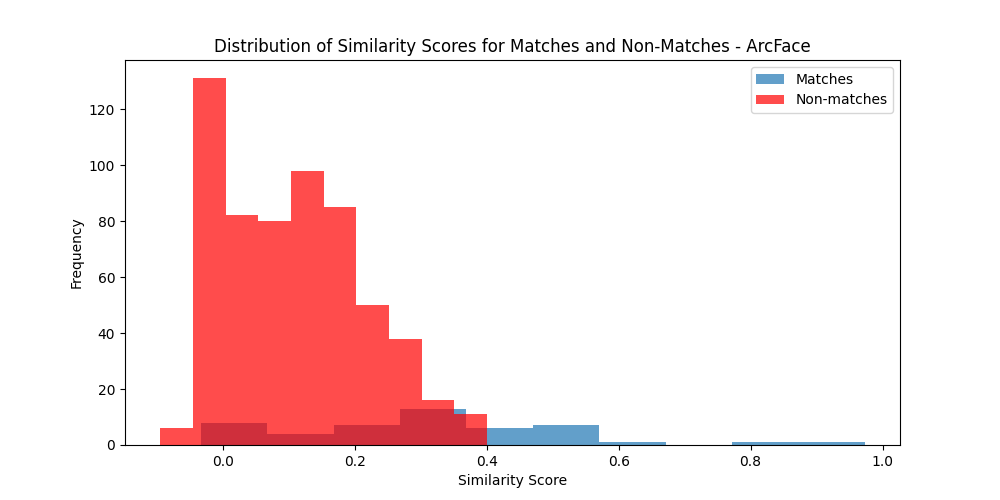 Distribution of Similarity Scores for Matches and Non-Matches - ArcFace
Matches
Non-matches
Frequency
120
100
80
60
40
20
0
0.0 0.2 0.4 0.6 0.8 1.0
Similarity Score